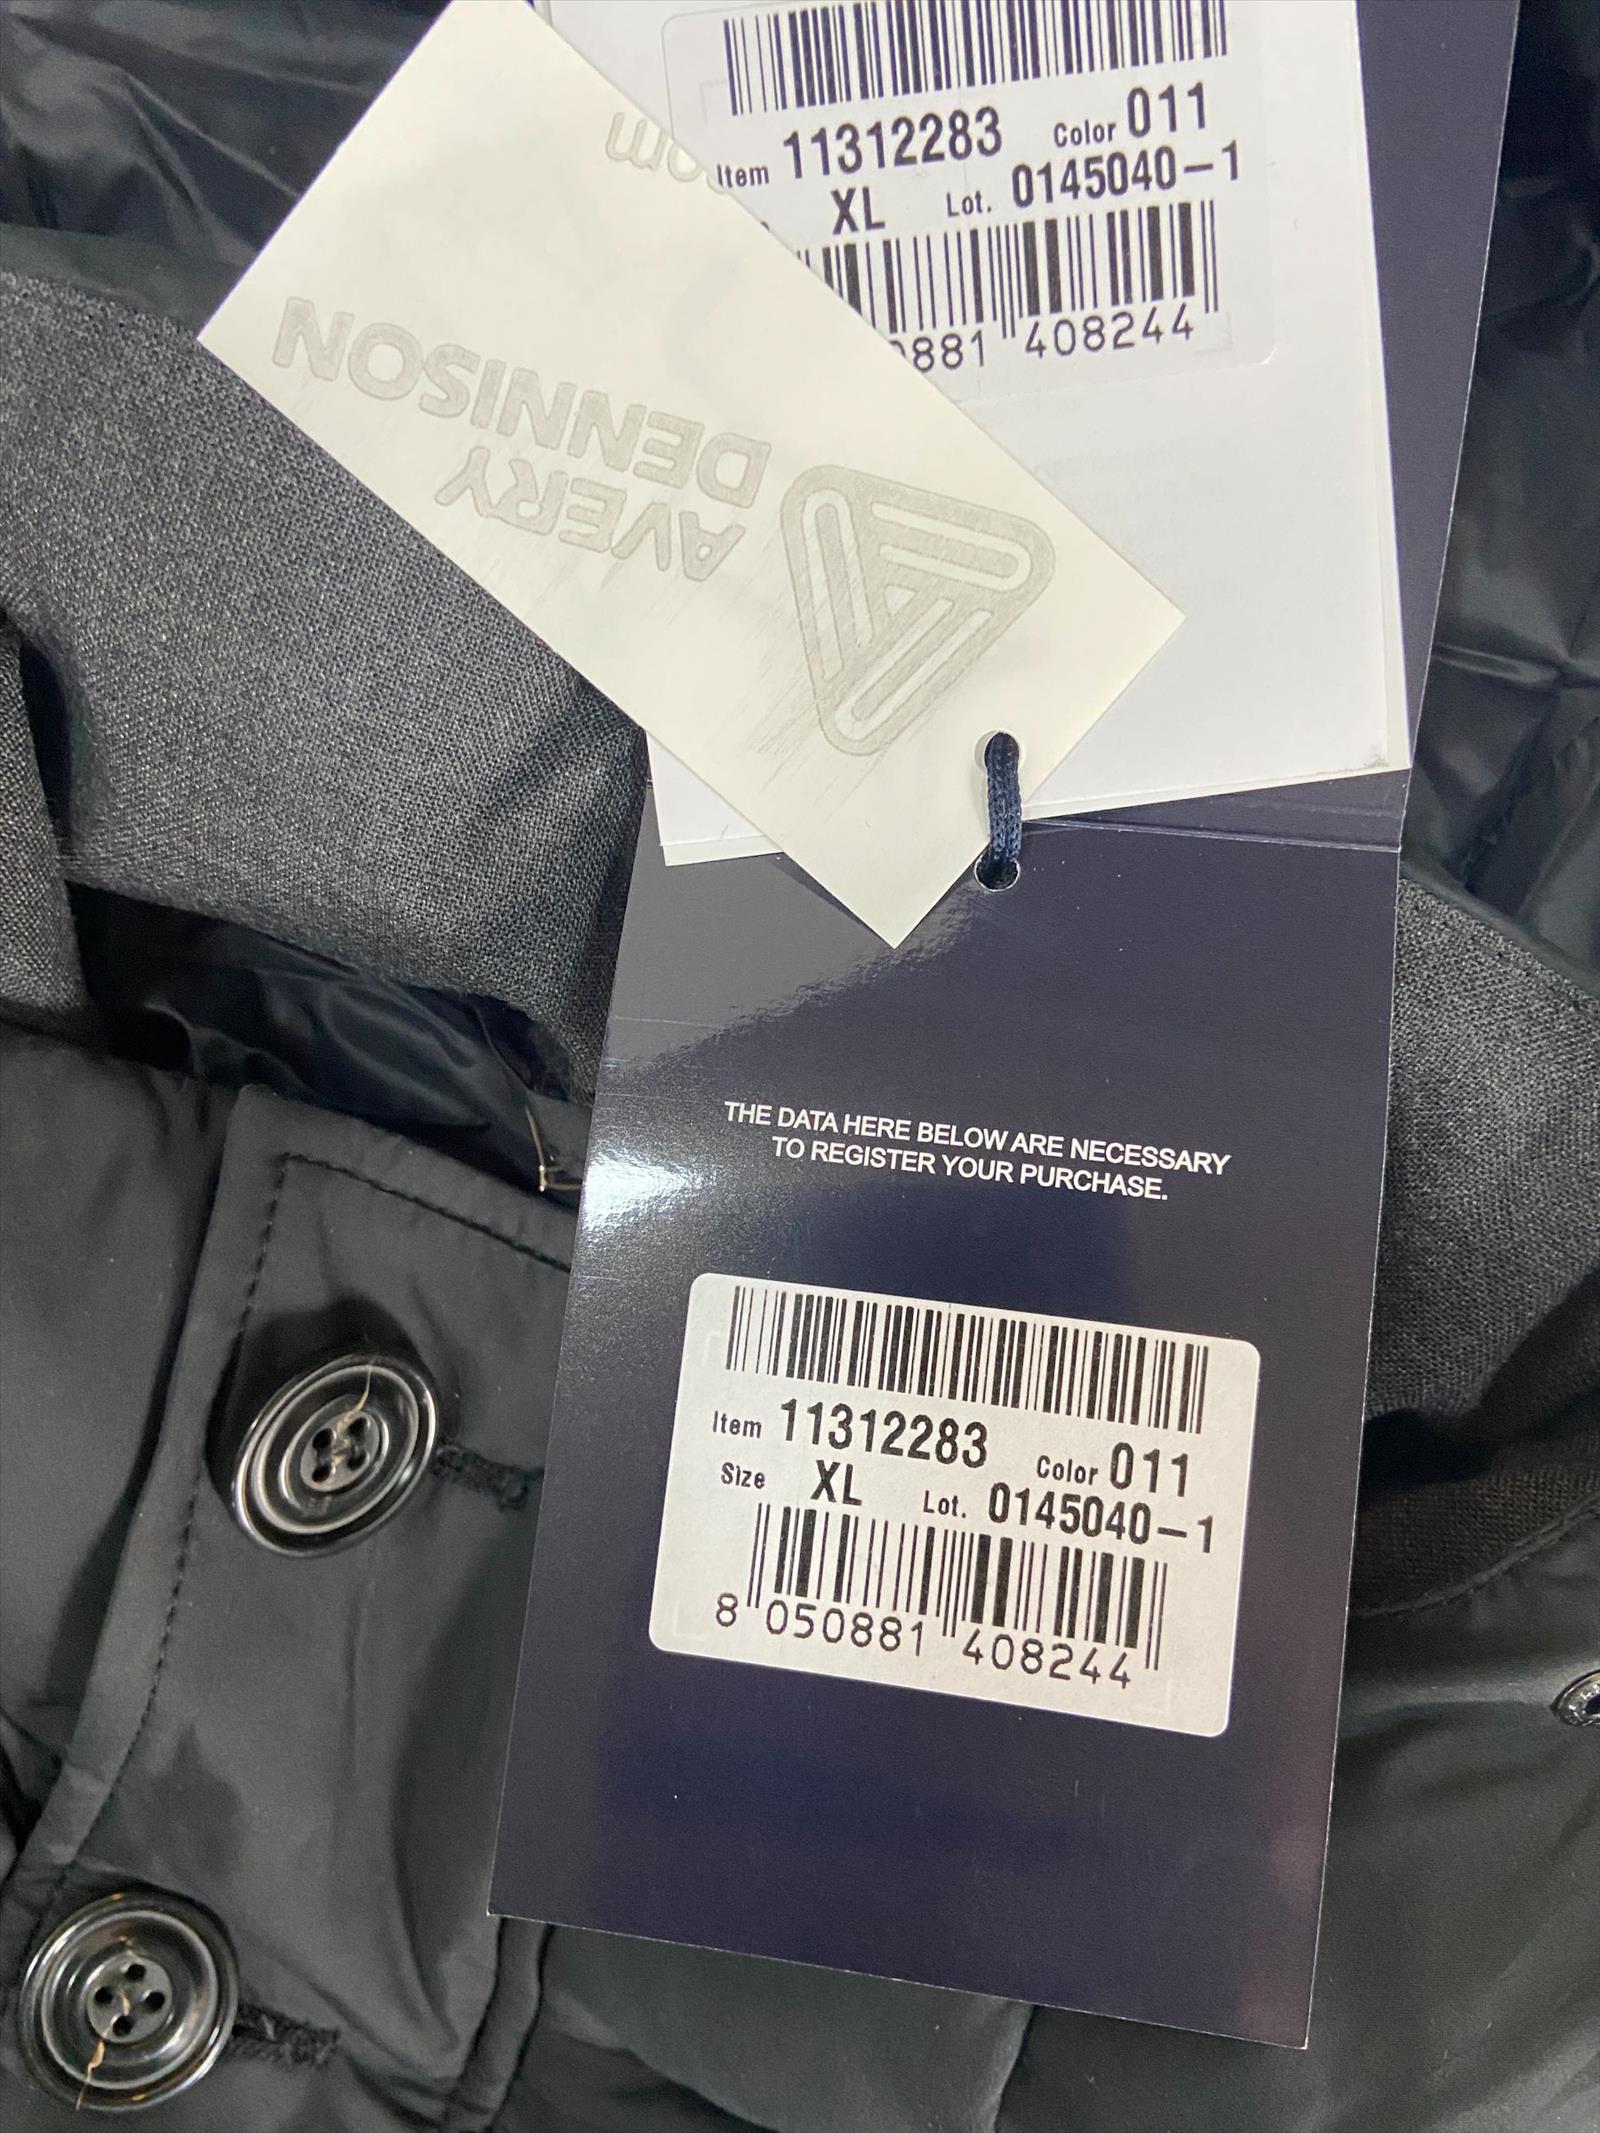 Item 11312283 Color 011
XL Lot. 0145040-1
881 408244
AVERY
DENNISON
THE DATA HERE BELOW ARE NECESSARY
TO REGISTER YOUR PURCHASE.
Item 11312283 Color 011
Size XL Lot. 0145040-1
8 050881 408244